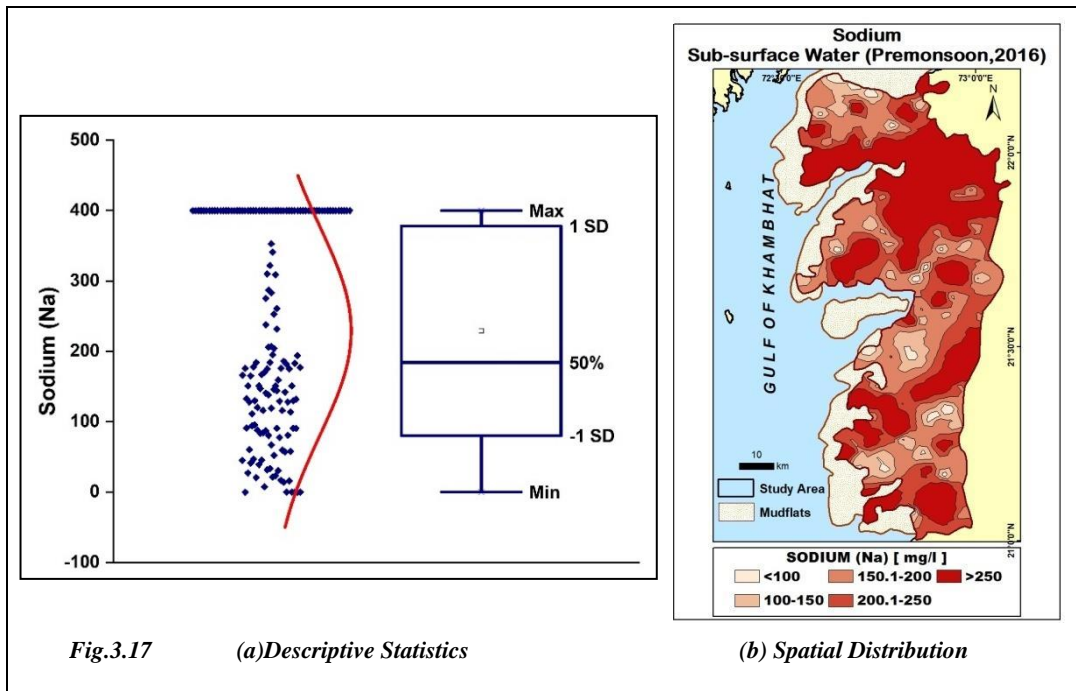 500
400
300
200
100
0
-100
Sodium (Na)
Max
1 SD
50%
-1 SD
Min
Sodium
Sub-surface Water (Premonsoon,2016)
73°0'0"E
N
22°0'0"N
21°30'0"N
21°0'0"N
GULF OF KHAMBHAT
10
km
Study Area
Mudflats
SODIUM (Na) [ mg/l ]
<100 150.1-200 >250
100-150 200.1-250
Fig.3.17 (a)Descriptive Statistics (b) Spatial Distribution